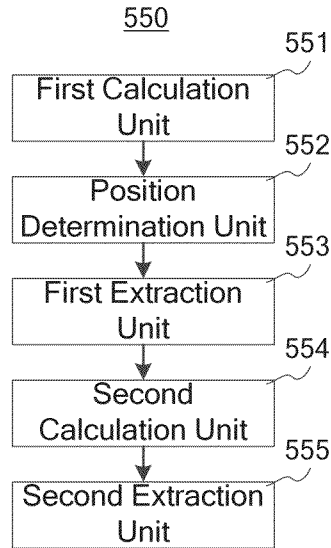 550
551
First Calculation
Unit
552
Position
Determination Unit
553
First Extraction
Unit
554
Second
Calculation Unit
555
Second Extraction
Unit